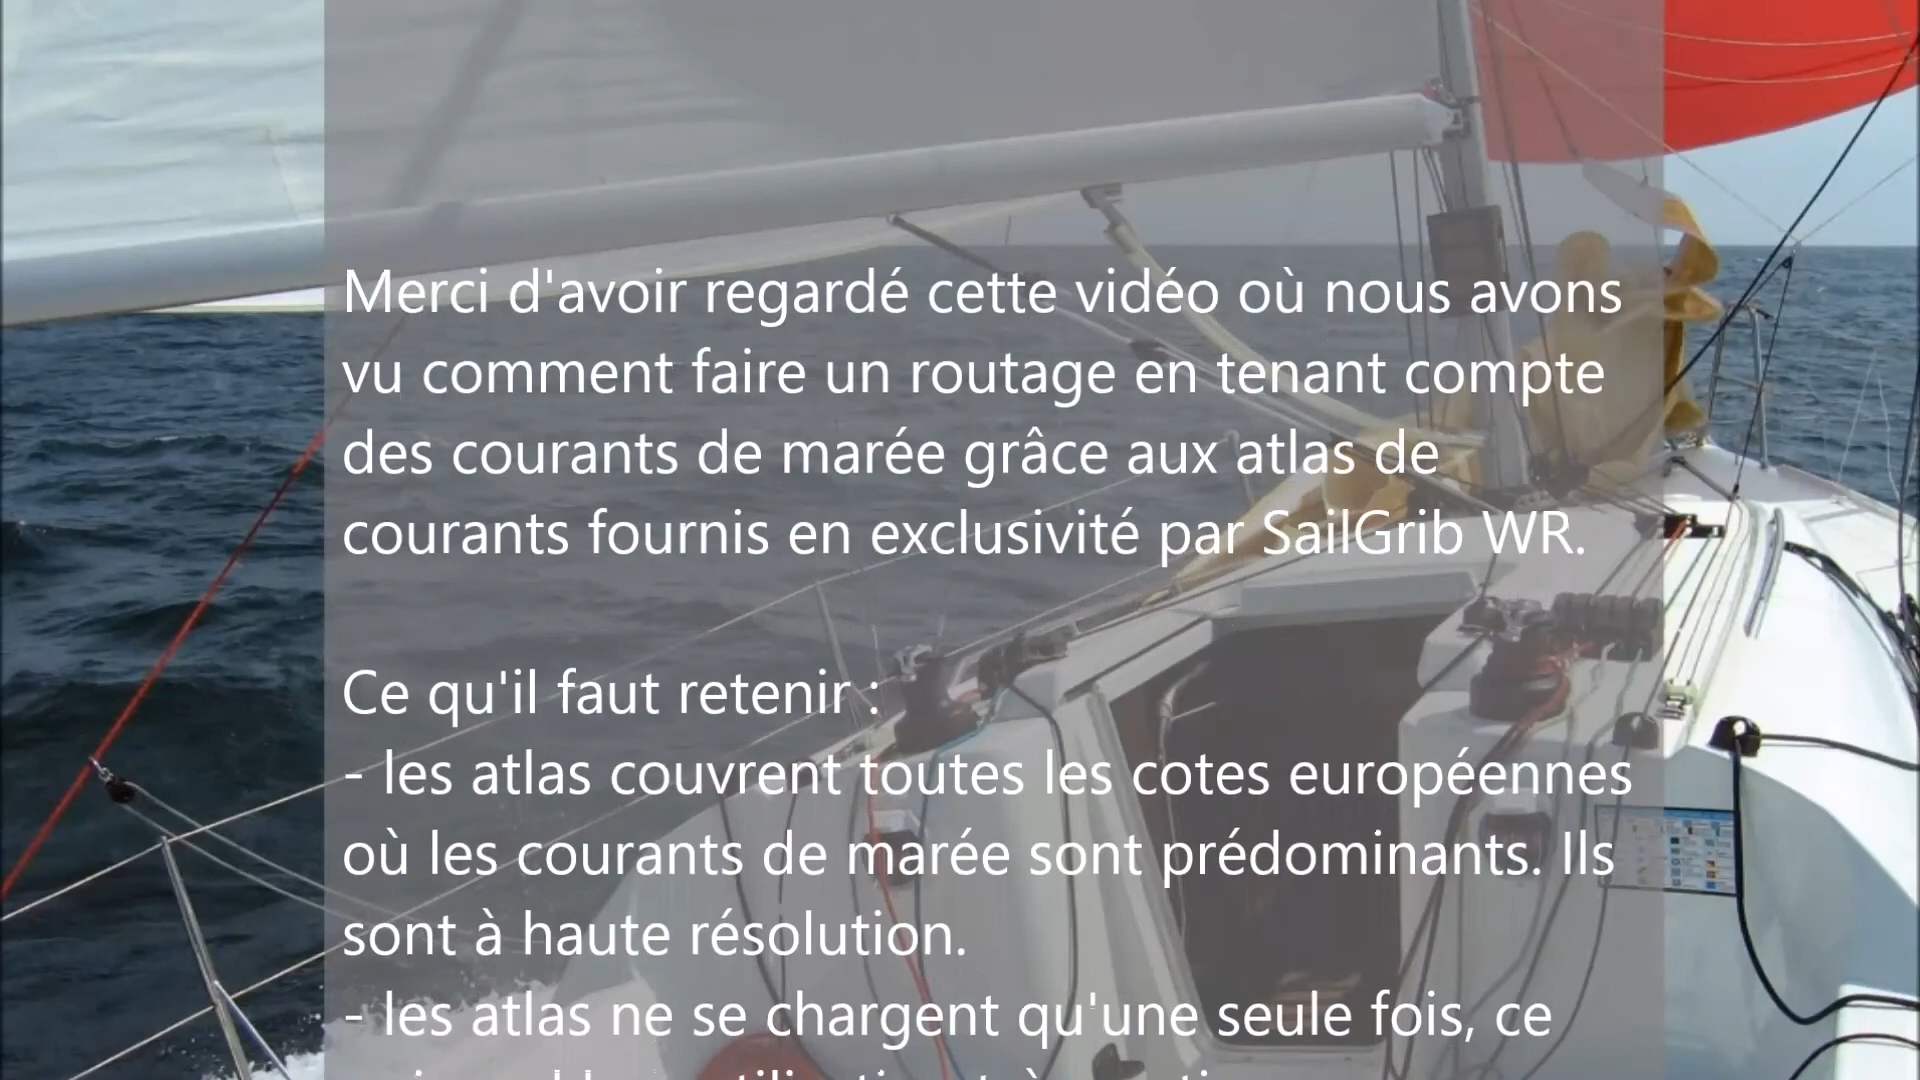 Merci d'avoir regardé cette vidéo où nous avons
vu comment faire un routage en tenant compte
des courants de marée grâce aux atlas de
courants fournis en exclusivité par SailGrib WR.
Ce qu'il faut retenir :
- les atlas couvrent toutes les cotes européennes
où les courants de marée sont prédominants. Ils
sont à haute résolution.
- les atlas ne se chargent qu'une seule fois, ce